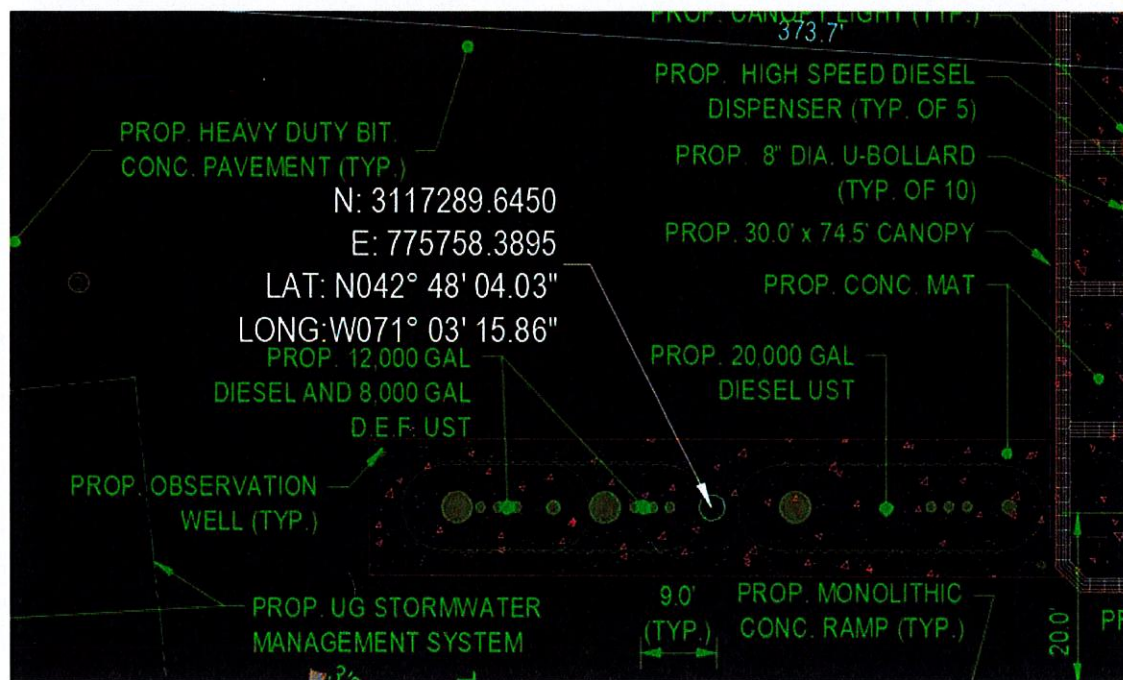 PROP. CANOPY LIGHT (TYP.)
373.7'
PROP. HIGH SPEED DIESEL
DISPENSER (TYP. OF 5)
PROP. HEAVY DUTY BIT.
CONC. PAVEMENT (TYP.)
PROP. 8" DIA. U-BOLLARD
(TYP. OF 10)
N: 3117289.6450
E: 775758.3895
LAT: N042° 48' 04.03"
LONG:W071° 03' 15.86"
PROP. 30.0' x 74.5' CANOPY
PROP. CONC. MAT
PROP. 12,000 GAL
DIESEL AND 8,000 GAL
D.E.F. UST
PROP. 20,000 GAL
DIESEL UST
PROP. OBSERVATION
WELL (TYP.)
PROP. UG STORMWATER
MANAGEMENT SYSTEM
9.0'
(TYP.)
PROP. MONOLITHIC
CONC. RAMP (TYP.)
20.0'